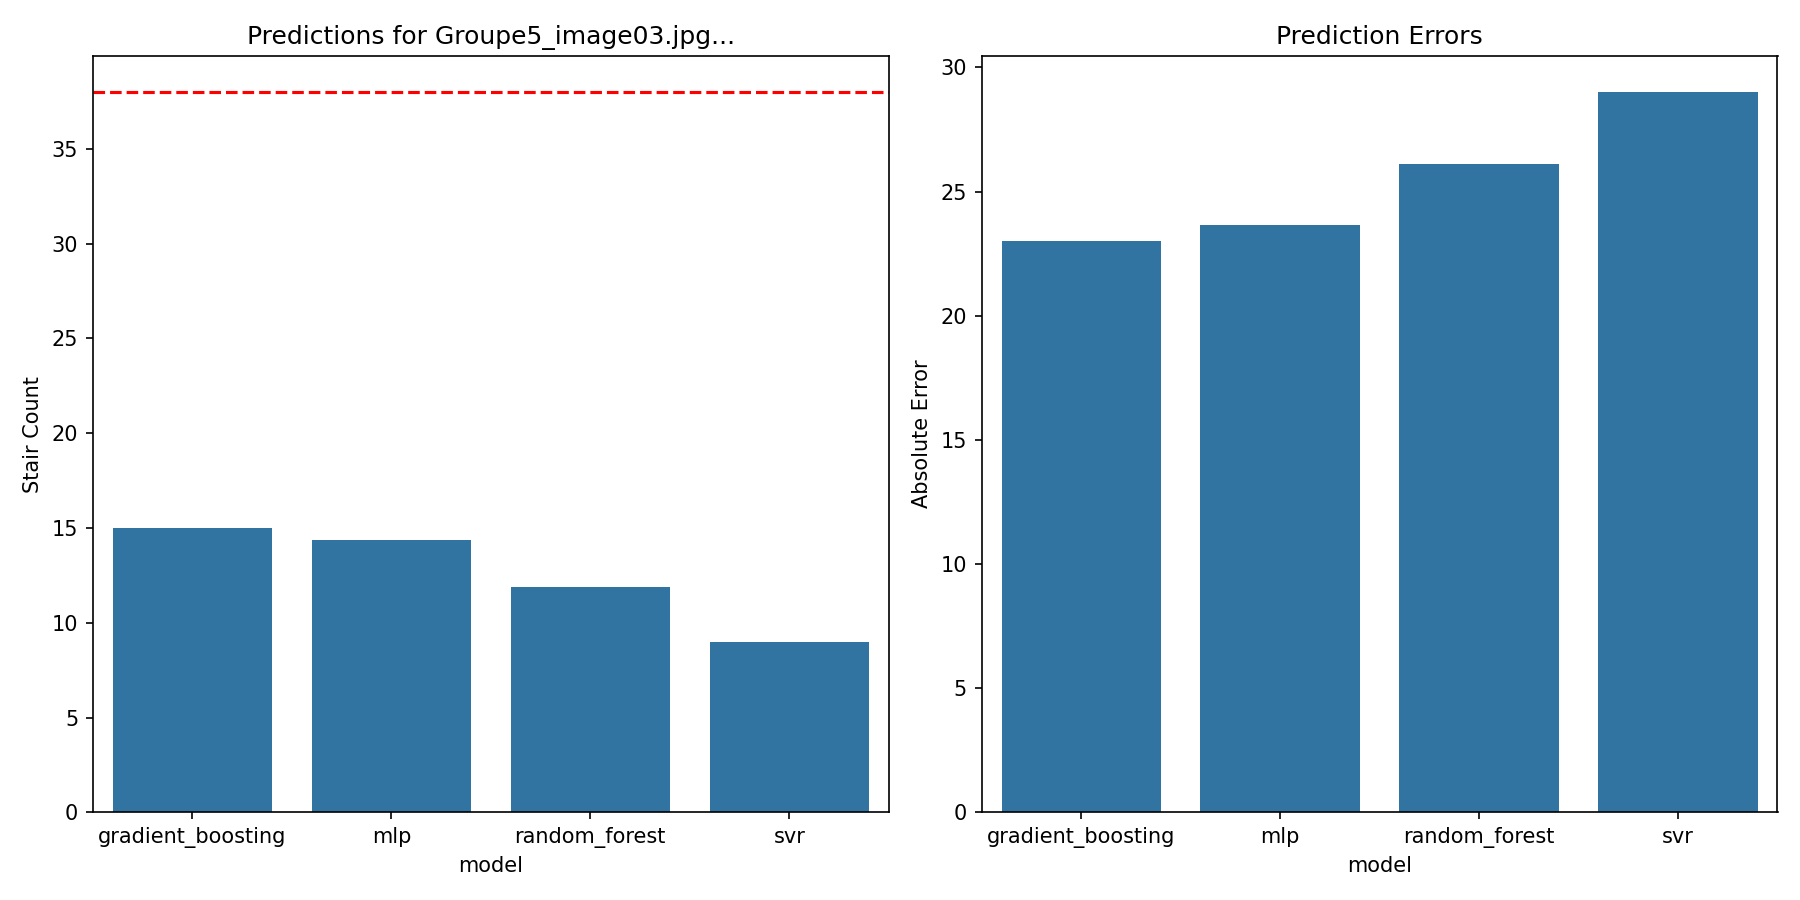 Predictions for Groupe5_image03.jpg...
Stair Count
35
30
25
20
15
10
5
0
gradient_boosting mlp random_forest svr
model
Prediction Errors
Absolute Error
30
25
20
15
10
5
0
gradient_boosting mlp random_forest svr
model